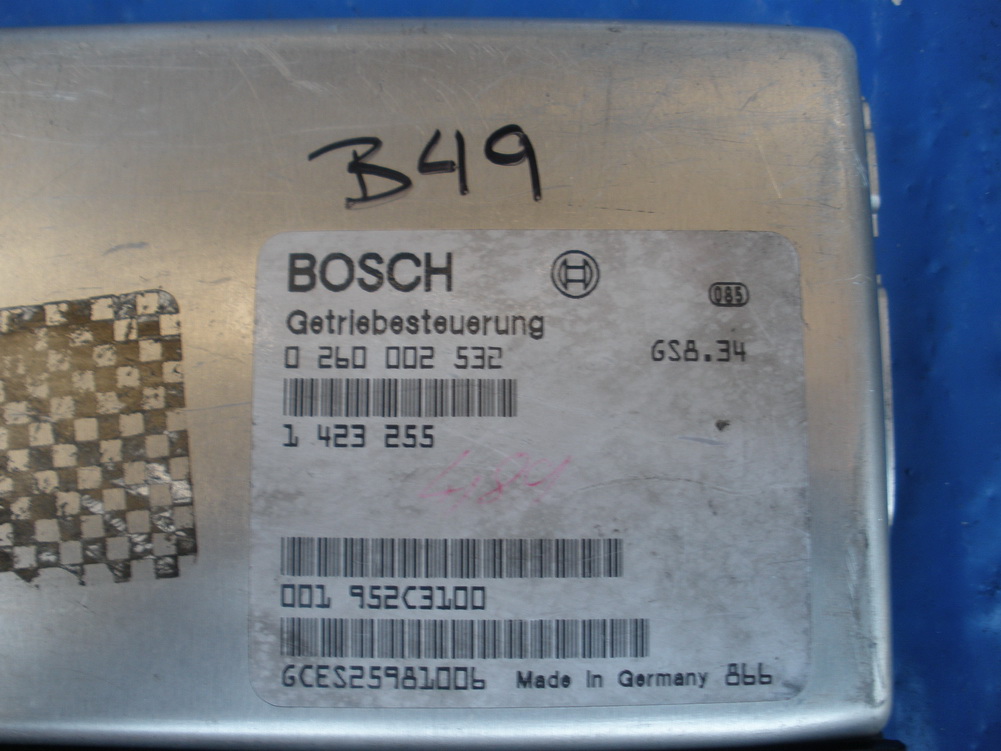 B49
BOSCH
085
Getriebesteuerung
0 260 002 532
GS8.34
1 423 255
001 952C3100
GCES25981006 Made in Germany 866